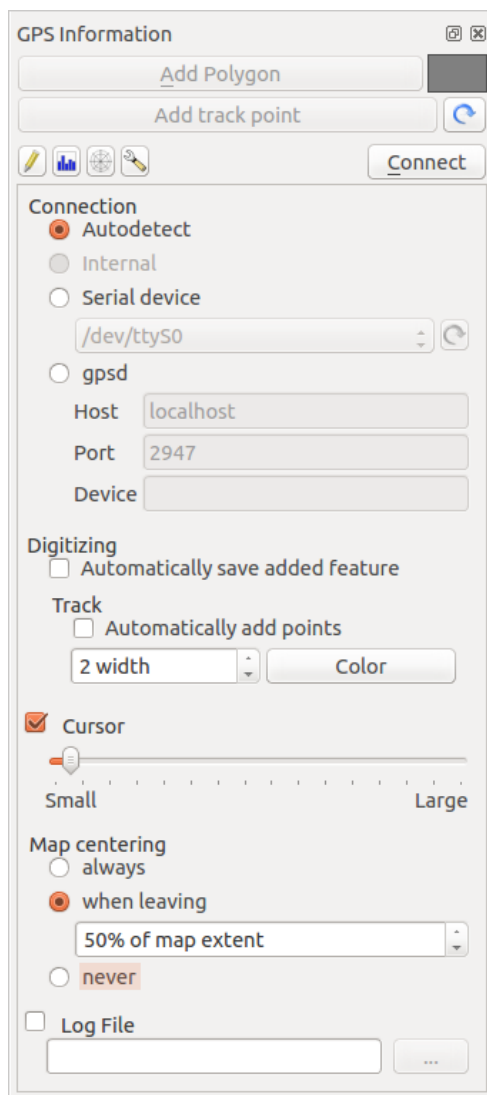 GPS Information
Add Polygon
Add track point
Connect
Connection
Autodetect
Internal
Serial device
/dev/ttyS0
gpsd
Host localhost
Port 2947
Device
Digitizing
Automatically save added feature
Track
Automatically add points
2 width Color
Cursor
Small Large
Map centering
always
when leaving
50% of map extent
never
Log File
...